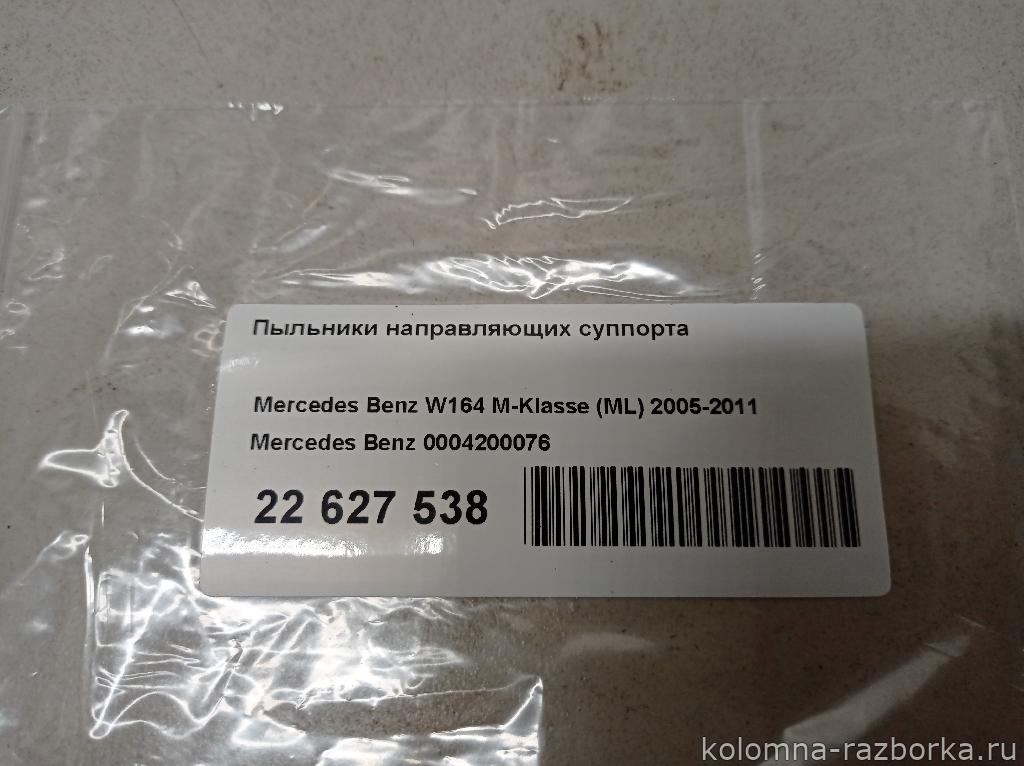 Пыльники направляющих суппорта
Mercedes Benz W164 M-Klasse (ML) 2005-2011
Mercedes Benz 0004200076
22 627 538
kolomna-razborka.ru